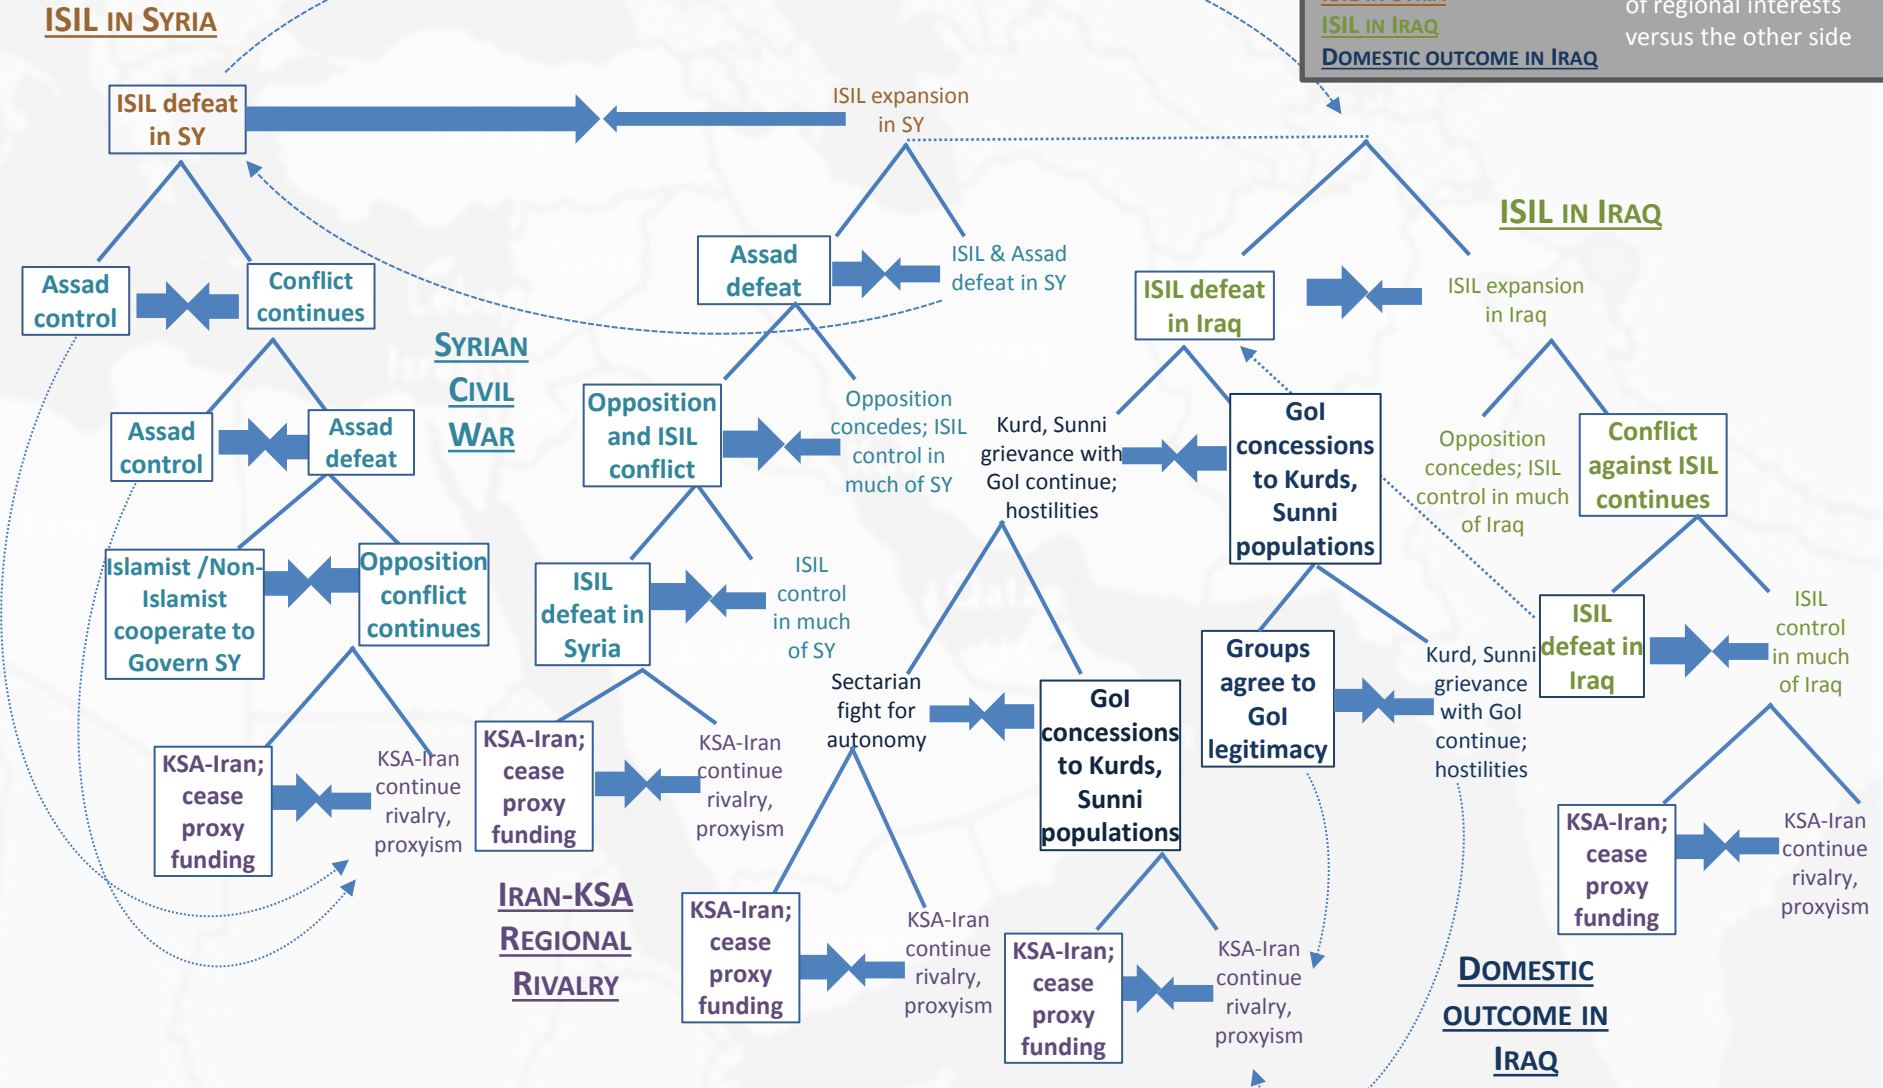 ISIL IN SYRIA
of regional interests
ISIL IN IRAQ
versus the other side
DOMESTIC OUTCOME IN IRAQ
ISIL defeat
in SY
ISIL expansion
in SY
ISIL IN IRAQ
Assad
control
Conflict
continues
Assad
defeat
ISIL & Assad
defeat in SY
ISIL defeat
in Iraq
ISIL expansion
in Iraq
SYRIAN
CIVIL
WAR
Assad
control
Assad
defeat
Opposition
and ISIL
conflict
Opposition
concedes; ISIL
control in
much of SY
Kurd, Sunni
grievance with
GoI continue;
hostilities
GoI
concessions
to Kurds,
Sunni
populations
Opposition
concedes; ISIL
control in much
of Iraq
Conflict
against ISIL
continues
Islamist /Non-
Islamist
cooperate to
Govern SY
Opposition
conflict
continues
ISIL
defeat in
Syria
ISIL
control
in much
of SY
Sectarian
fight for
autonomy
GoI
concessions
to Kurds,
Sunni
populations
Groups
agree to
GoI
legitimacy
Kurd, Sunni
grievance
with GoI
continue;
hostilities
ISIL
defeat in
Iraq
ISIL
control
in much
of Iraq
KSA-Iran;
cease
proxy
funding
KSA-Iran
continue
rivalry,
proxyism
KSA-Iran;
cease
proxy
funding
KSA-Iran
continue
rivalry,
proxyism
IRAN-KSA
REGIONAL
RIVALRY
KSA-Iran;
cease
proxy
funding
KSA-Iran
continue
rivalry,
proxyism
KSA-Iran;
cease
proxy
funding
KSA-Iran
continue
rivalry,
proxyism
KSA-Iran;
cease
proxy
funding
KSA-Iran
continue
rivalry,
proxyism
DOMESTIC
OUTCOME IN
IRAQ